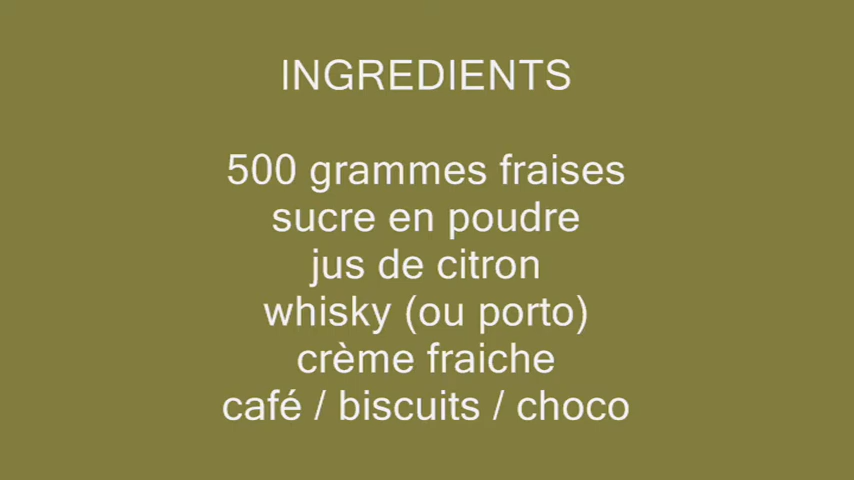 INGREDIENTS
500 grammes fraises
sucre en poudre
jus de citron
whisky (ou porto)
crème fraiche
café / biscuits / choco